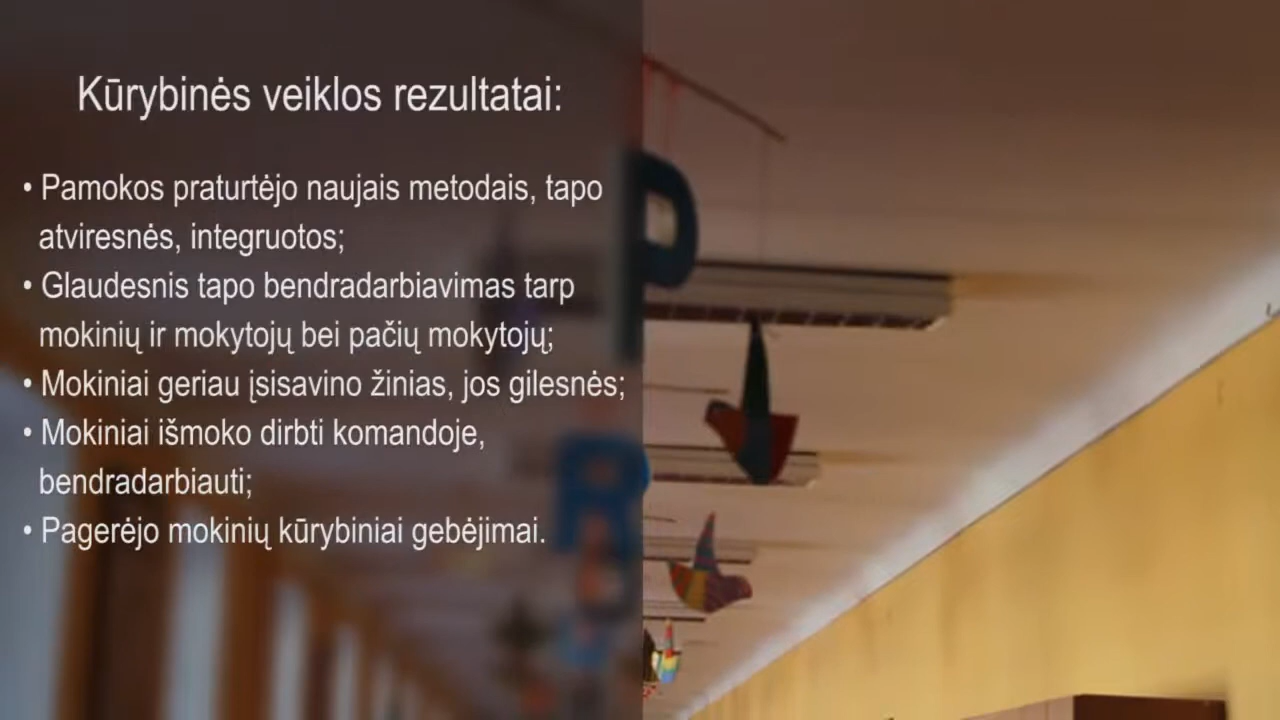 Kūrybinės veiklos rezultatai:
• Pamokos praturtėjo naujais metodais, tapo
atviresnės, integruotos;
• Glaudesnis tapo bendradarbiavimas tarp
mokinių ir mokytojų bei pačių mokytojų;
• Mokiniai geriau įsisavino žinias, jos gilesnės;
• Mokiniai išmoko dirbti komandoje,
bendradarbiauti;
• Pagerėjo mokinių kūrybiniai gebėjimai.
P
R